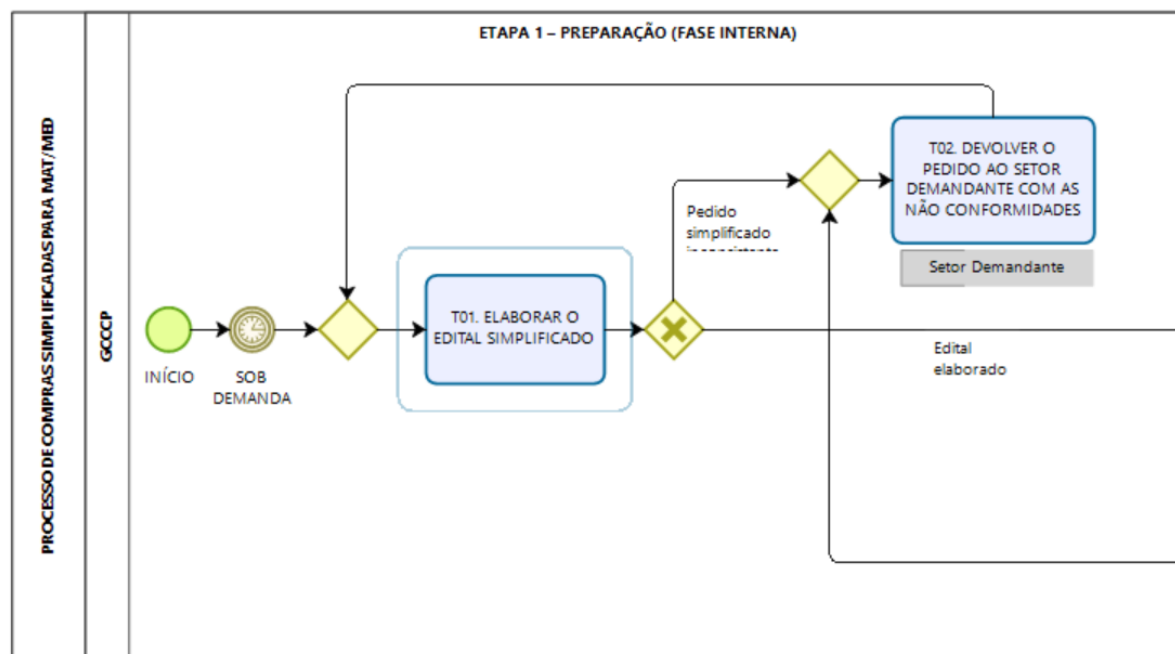 PROCESSO DE COMPRAS SIMPLIFICADAS PARA MAT/MED
GCCCP
ETAPA 1 – PREPARAÇÃO (FASE INTERNA)
INÍCIO
SOB
DEMANDA
T01. ELABORAR O
EDITAL SIMPLIFICADO
Pedido
simplificado
T02. DEVOLVER O
PEDIDO AO SETOR
DEMANDANTE COM AS
NÃO CONFORMIDADES
Setor Demandante
Edital
elaborado